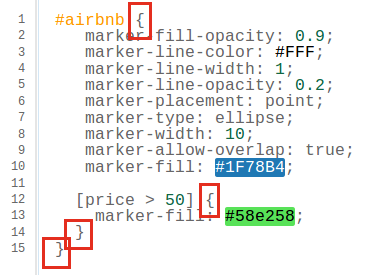 1 #airbnb {
2 marker-fill-opacity: 0.9;
3 marker-line-color: #FFF;
4 marker-line-width: 1;
5 marker-line-opacity: 0.2;
6 marker-placement: point;
7 marker-type: ellipse;
8 marker-width: 10;
9 marker-allow-overlap: true;
10 marker-fill: #1F78B4;
11
12 [price > 50] {
13 marker-fill: #58e258;
14 }
15 }